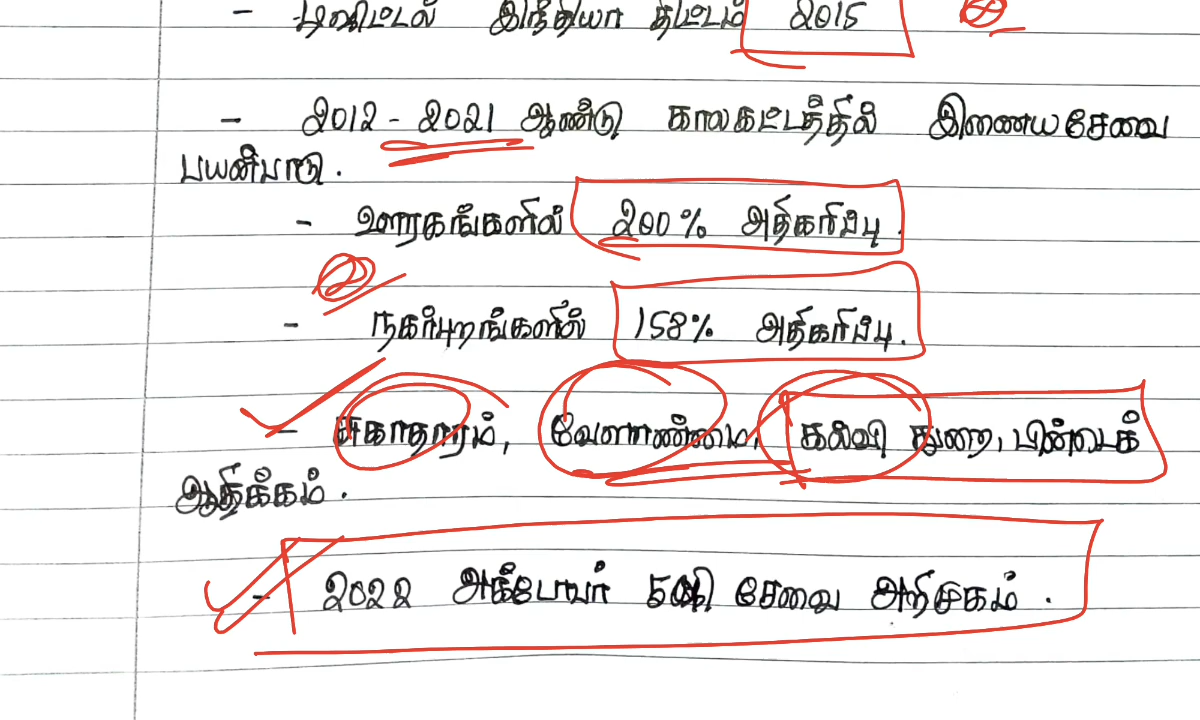 - டிஜிட்டல் இந்தியா திட்டம் 2015
- 2012 - 2021 ஆண்டு காலகட்டத்தில் இணையசேவை
பயன்பாடு.
- ஊரகங்களில் 200% அதிகரிப்பு.
- நகர்புறங்களில் 158% அதிகரிப்பு.
- சுகாதாரம், வேளாண்மை, கல்வி துறை,
ஆதிக்கம்.
- 2022 அக்டோபர் சேவை அறிமுகம்.